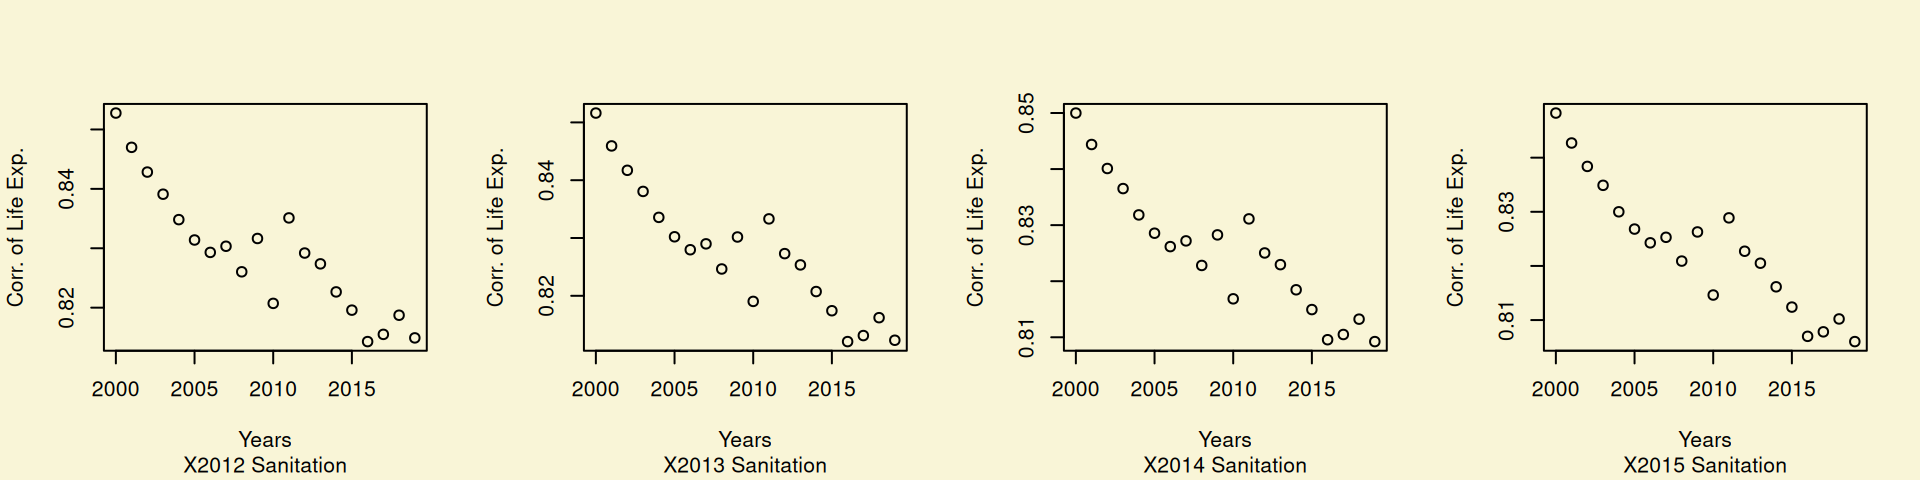 Corr. of Life Exp.
0.84
0.82
2000 2005 2010 2015
Years
X2012 Sanitation
Corr. of Life Exp.
0.84
0.82
2000 2005 2010 2015
Years
X2013 Sanitation
Corr. of Life Exp.
0.85
0.83
0.81
2000 2005 2010 2015
Years
X2014 Sanitation
Corr. of Life Exp.
0.83
0.81
2000 2005 2010 2015
Years
X2015 Sanitation